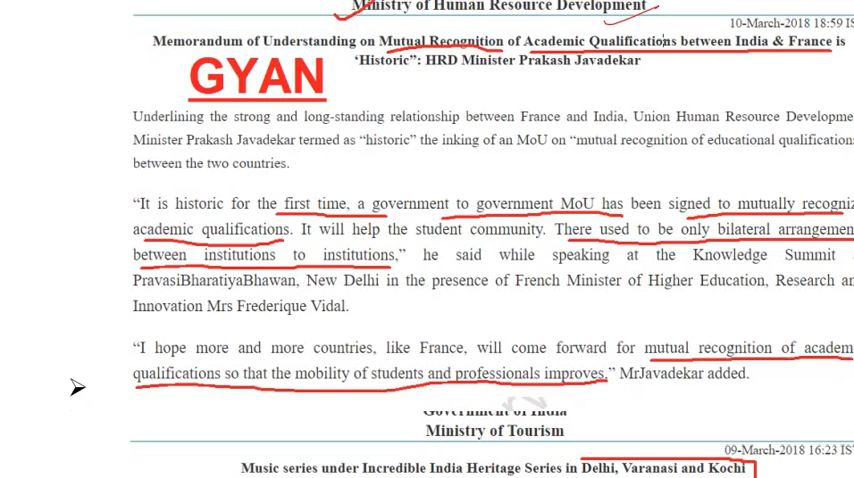 Ministry of Human Resource Development
10-March-2018 18:59 IS
Memorandum of Understanding on Mutual Recognition of Academic Qualifications between India & France is
‘Historic”: HRD Minister Prakash Javadekar
GYAN
Underlining the strong and long-standing relationship between France and India, Union Human Resource Developme
Minister Prakash Javadekar termed as “historic” the inking of an MoU on “mutual recognition of educational qualifications
between the two countries.
“It is historic for the first time, a government to government MoU has been signed to mutually recogniz
academic qualifications. It will help the student community. There used to be only bilateral arrangemen
between institutions to institutions,” he said while speaking at the Knowledge Summit
PravasiBharatiyaBhawan, New Delhi in the presence of French Minister of Higher Education, Research an
Innovation Mrs Frederique Vidal.
“I hope more and more countries, like France, will come forward for mutual recognition of academ
qualifications so that the mobility of students and professionals improves.” MrJavadekar added.
Government of India
Ministry of Tourism
09-March-2018 16:23 IS
Music series under Incredible India Heritage Series in Delhi, Varanasi and Kochi